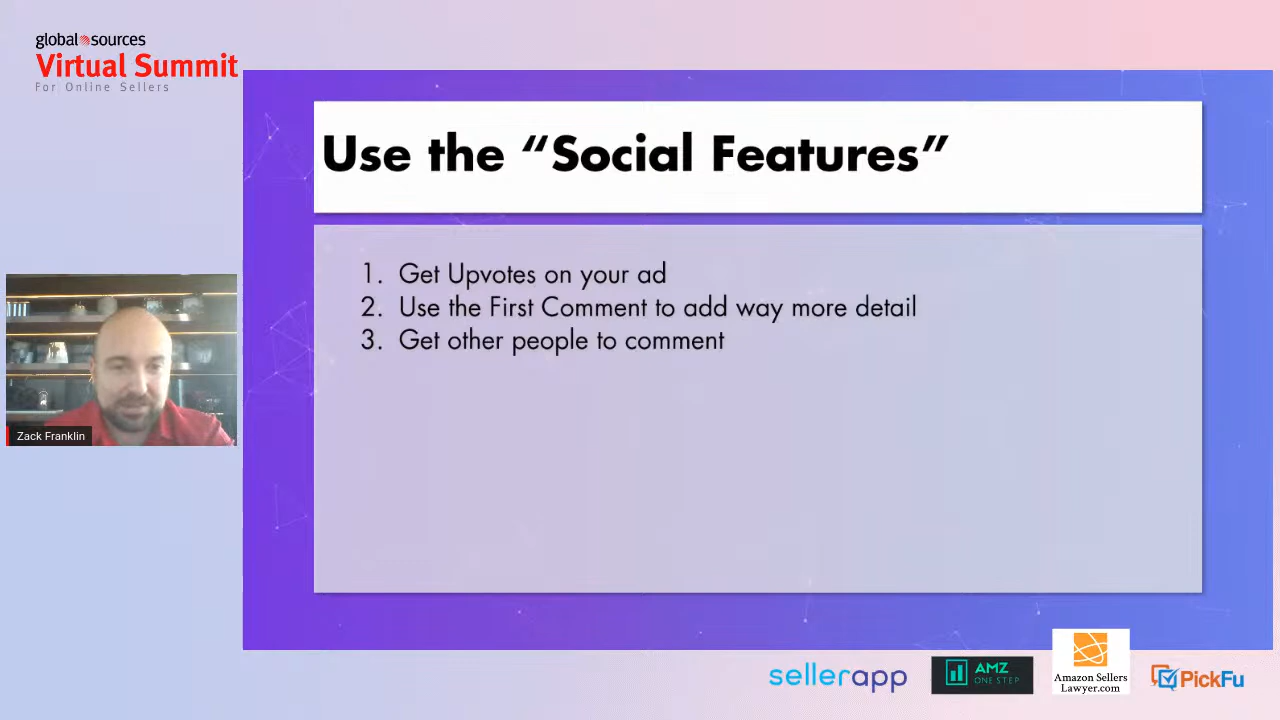 global sources
Virtual Summit
For Online Sellers
Use the “Social Features”
1. Get Upvotes on your ad
2. Use the First Comment to add way more detail
3. Get other people to comment
Zack Franklin
sellerapp
AMZ
ONE STEP
Amazon Sellers
Lawyer.com
PickFu